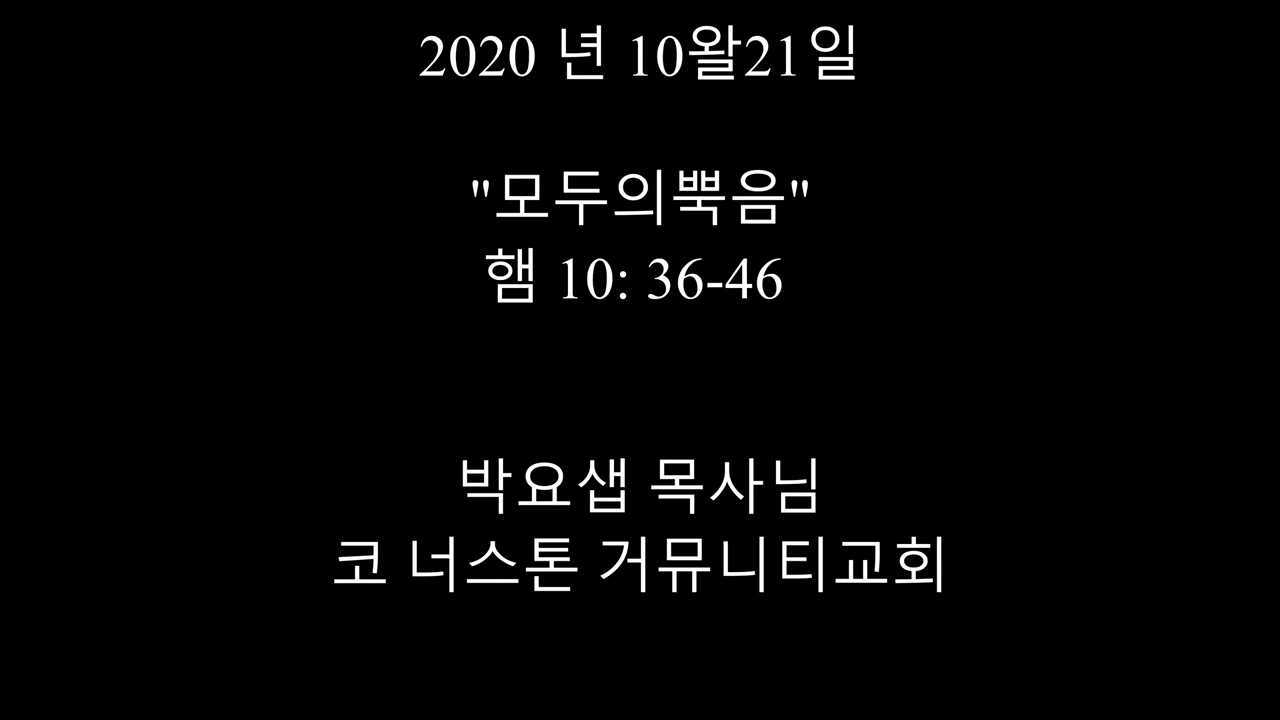 2020 년 10왈21일
"모두의뿍음"
햄 10: 36-46
박요샙 목사님
코 너스톤 거뮤니티교회